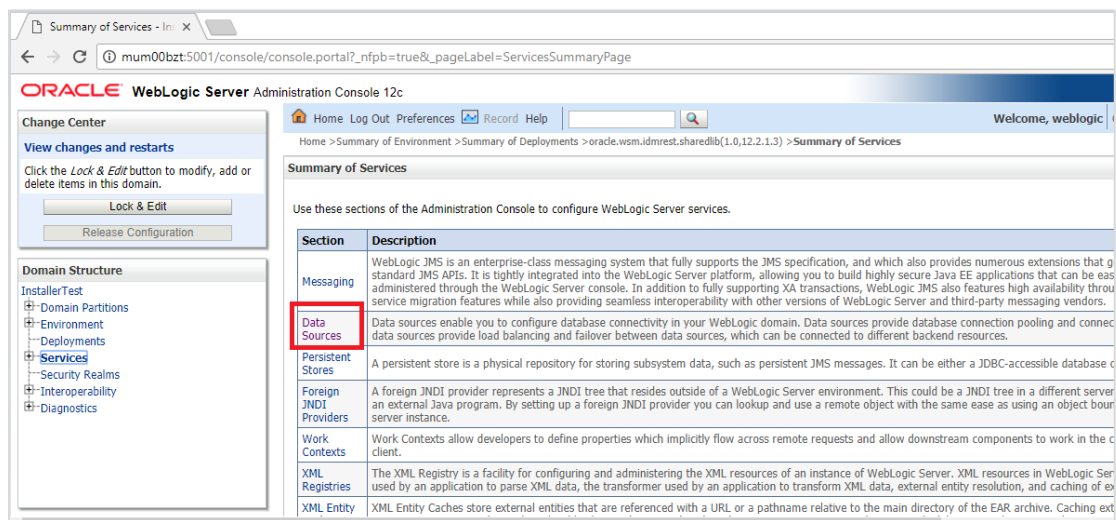 Summary of Services - In
mum00bzt:5001/console/console.portal?_nfpb=true&_pageLabel=ServicesSummaryPage
ORACLE WebLogic Server Administration Console 12c
Change Center
View changes and restarts
Click the Lock & Edit button to modify, add or
delete items in this domain.
Lock & Edit
Release Configuration
Domain Structure
InstallerTest
Domain Partitions
Environment
Deployments
Services
Security Realms
Interoperability
Diagnostics
Home Log Out Preferences Record Help
Welcome, weblogic
Home >Summary of Environment >Summary of Deployments >oracle.wsm.idmrest.sharedlib(1.0,12.2.1.3) >Summary of Services
Summary of Services
Use these sections of the Administration Console to configure WebLogic Server services.
Section Description
Messaging
WebLogic JMS is an enterprise-class messaging system that fully supports the JMS specification, and which also provides numerous extensions that g
standard JMS APIs. It is tightly integrated into the WebLogic Server platform, allowing you to build highly secure Java EE applications that can be eas
administered through the WebLogic Server console. In addition to fully supporting XA transactions, WebLogic JMS also features high availability throu
service migration features while also providing seamless interoperability with other versions of WebLogic Server and third-party messaging vendors.
Data
Sources
Data sources enable you to configure database connectivity in your WebLogic domain. Data sources provide database connection pooling and connec
data sources provide load balancing and failover between data sources, which can be connected to different backend resources.
Persistent
Stores
A persistent store is a physical repository for storing subsystem data, such as persistent JMS messages. It can be either a JDBC-accessible database o
Foreign
JNDI
Providers
A foreign JNDI provider represents a JNDI tree that resides outside of a WebLogic Server environment. This could be a JNDI tree in a different server
an external Java program. By setting up a foreign JNDI provider you can lookup and use a remote object with the same ease as using an object boun
server instance.
Work
Contexts
Work Contexts allow developers to define properties which implicitly flow across remote requests and allow downstream components to work in the c
client.
XML
Registries
The XML Registry is a facility for configuring and administering the XML resources of an instance of WebLogic Server. XML resources in WebLogic Ser
used by an application to parse XML data, the transformer used by an application to transform XML data, external entity resolution, and caching of ex
XML Entity
XML Entity Caches store external entities that are referenced with a URL or a pathname relative to the main directory of the EAR archive. Caching ext